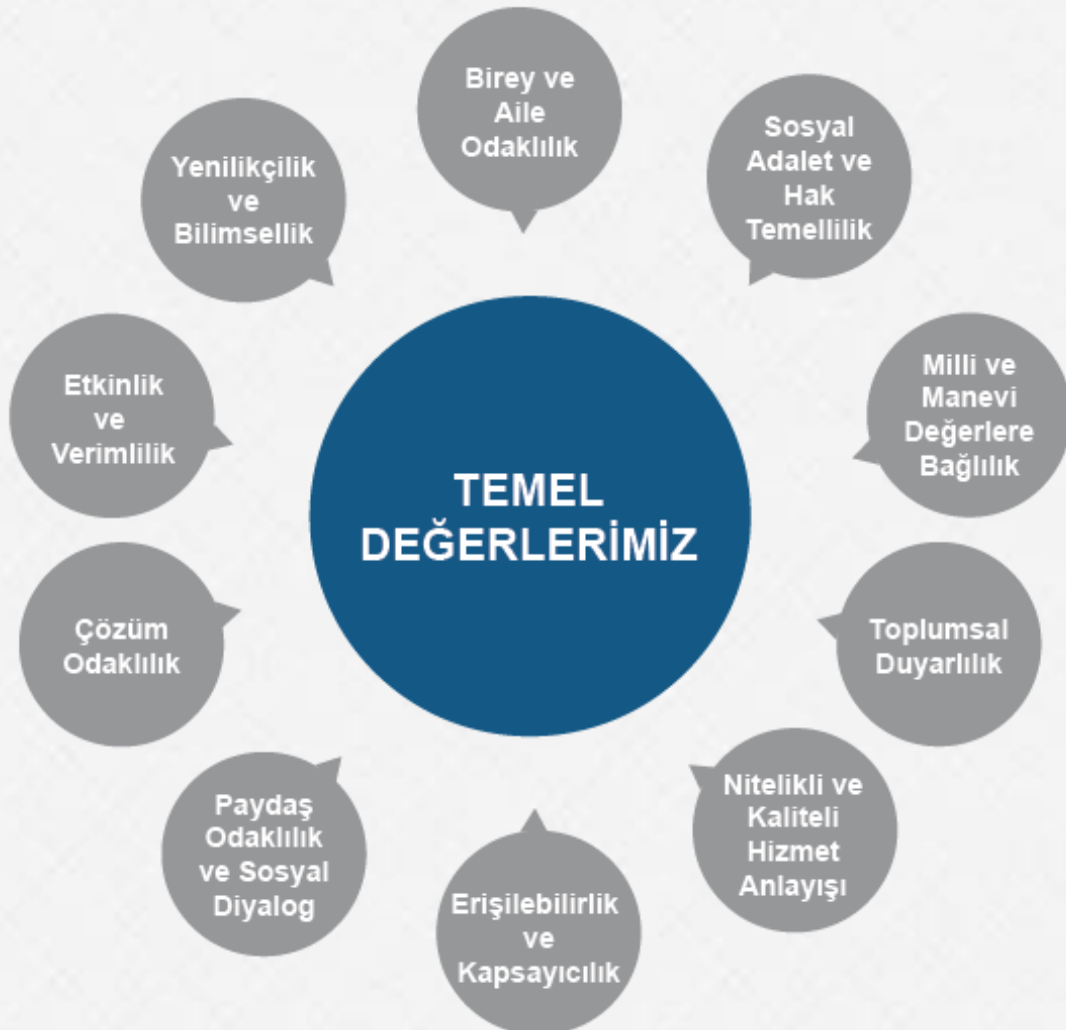 Birey ve
Aile
Odaklılık
Sosyal
Adalet ve
Hak
Temellilik
Milli ve
Manevi
Değerlere
Bağlılık
Toplumsal
Duyarlılık
Nitelikli ve
Kaliteli
Hizmet
Anlayışı
Erişilebilirlik
ve
Kapsayıcılık
Paydaş
Odaklılık
ve Sosyal
Diyalog
Çözüm
Odaklılık
Etkinlik
ve
Verimlilik
Yenilikçilik
ve
Bilimsellik
TEMEL
DEĞERLERİMİZ